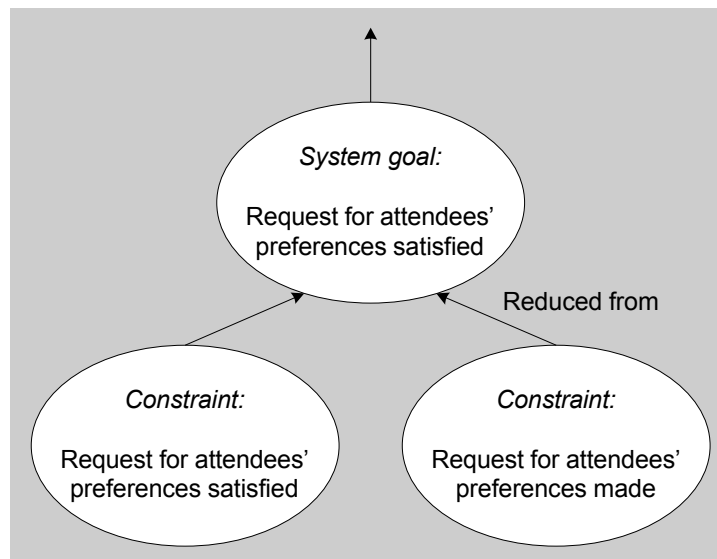 System goal:
Request for attendees’
preferences satisfied
Reduced from
Constraint:
Request for attendees’
preferences satisfied
Constraint:
Request for attendees’
preferences made